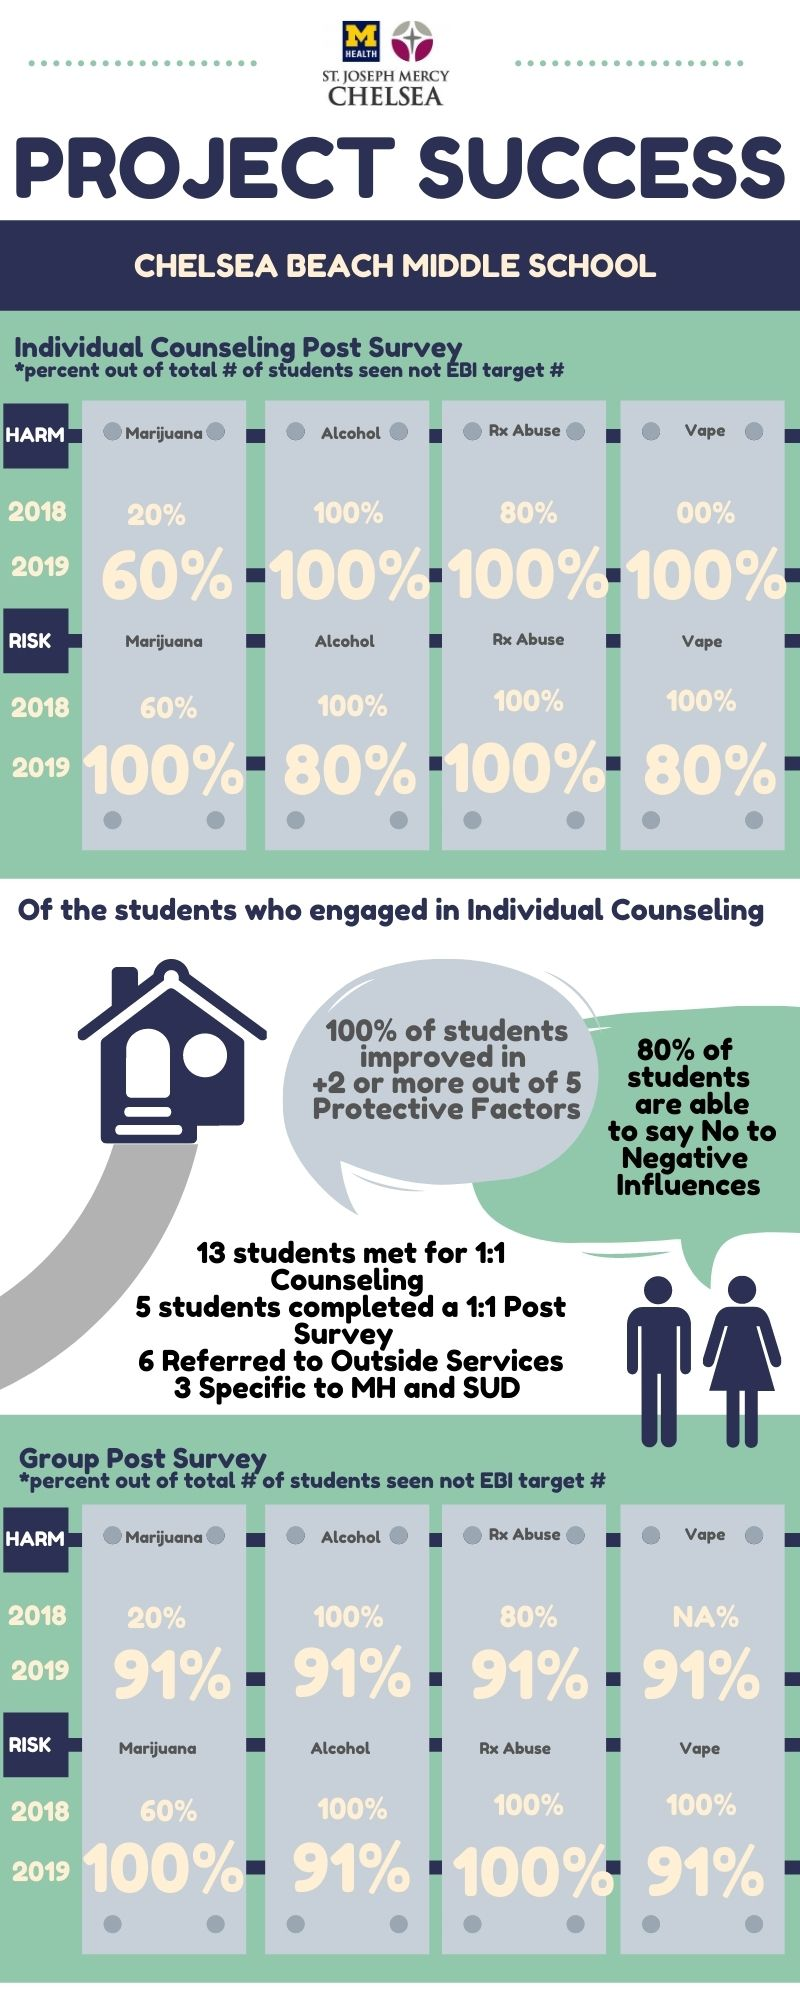 M
HEALTH
ST. JOSEPH MERCY
CHELSEA
PROJECT SUCCESS
CHELSEA BEACH MIDDLE SCHOOL
Individual Counseling Post Survey
*percent out of total # of students seen not EBI target #
HARM Marijuana Alcohol Rx Abuse Vape
2018 20% 100% 80% 00%
2019 60% 100% 100% 100%
RISK Marijuana Alcohol Rx Abuse Vape
2018 60% 100% 100% 100%
2019 100% 80% 100% 80%
Of the students who engaged in Individual Counseling
100% of students
improved in
+2 or more out of 5
Protective Factors
80% of
students
are able
to say No to
Negative
Influences
13 students met for 1:1
Counseling
5 students completed a 1:1 Post
Survey
6 Referred to Outside Services
3 Specific to MH and SUD
Group Post Survey
*percent out of total # of students seen not EBI target #
HARM Marijuana Alcohol Rx Abuse Vape
2018 20% 100% 80% NA%
2019 91% 91% 91% 91%
RISK Marijuana Alcohol Rx Abuse Vape
2018 60% 100% 100% 100%
2019 100% 91% 100% 91%